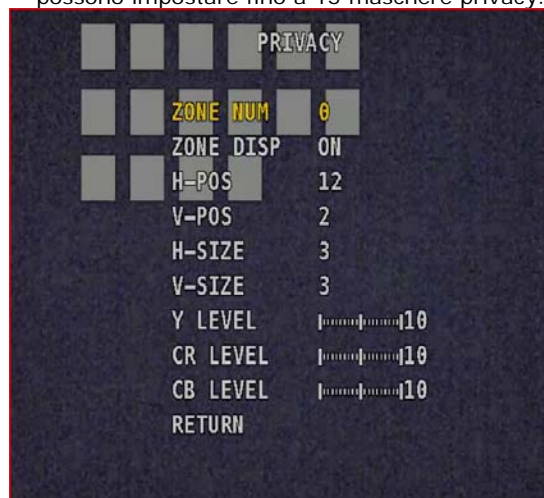 possono impostare fino a 15 maschere privacy.
PRIVACY
ZONE NUM 0
ZONE DISP ON
H-POS 12
V-POS 2
H-SIZE 3
V-SIZE 3
Y LEVEL 10
CR LEVEL 10
CB LEVEL 10
RETURN